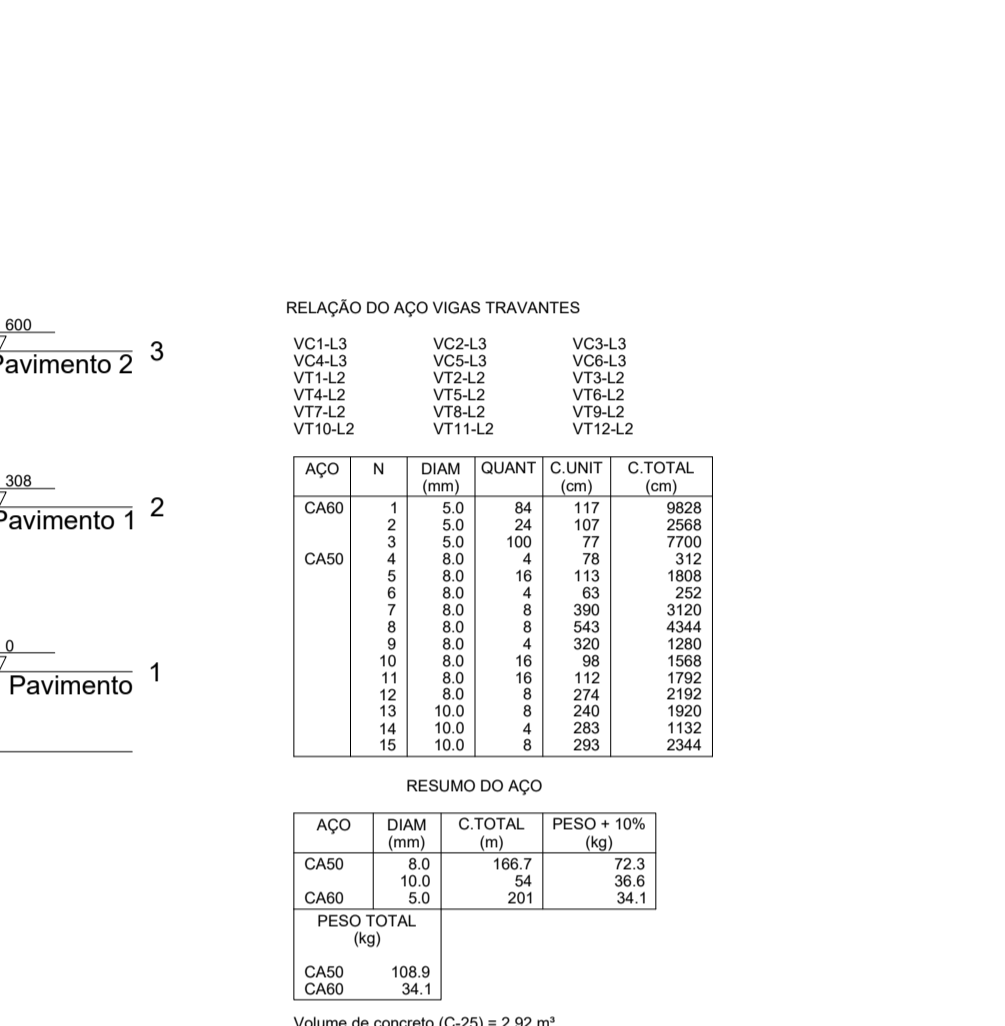 600
Pavimento 2 3
308
Pavimento 1 2
0
Pavimento 1
RELAÇÃO DO AÇO VIGAS TRAVANTES
VC1-L3 VC2-L3 VC3-L3
VC4-L3 VC5-L3 VC6-L3
VT1-L2 VT2-L2 VT3-L2
VT4-L2 VT5-L2 VT6-L2
VT7-L2 VT8-L2 VT9-L2
VT10-L2 VT11-L2 VT12-L2
AÇO N DIAM QUANT C.UNIT C.TOTAL
(mm) (cm) (cm)
CA60 1 5.0 84 117 9828
2 5.0 24 107 2568
3 5.0 100 77 7700
CA50 4 8.0 4 78 312
5 8.0 16 113 1808
6 8.0 4 63 252
7 8.0 8 390 3120
8 8.0 8 543 4344
9 8.0 4 320 1280
10 8.0 16 98 1568
11 8.0 16 112 1792
12 8.0 8 274 2192
13 10.0 8 240 1920
14 10.0 4 283 1132
15 10.0 8 293 2344
RESUMO DO AÇO
AÇO DIAM C.TOTAL PESO + 10%
(mm) (m) (kg)
CA50 8.0 166.7 72.3
10.0 54 36.6
CA60 5.0 201 34.1
PESO TOTAL
(kg)
CA50 108.9
CA60 34.1
Volume de concreto (C-25) = 2.92 m³